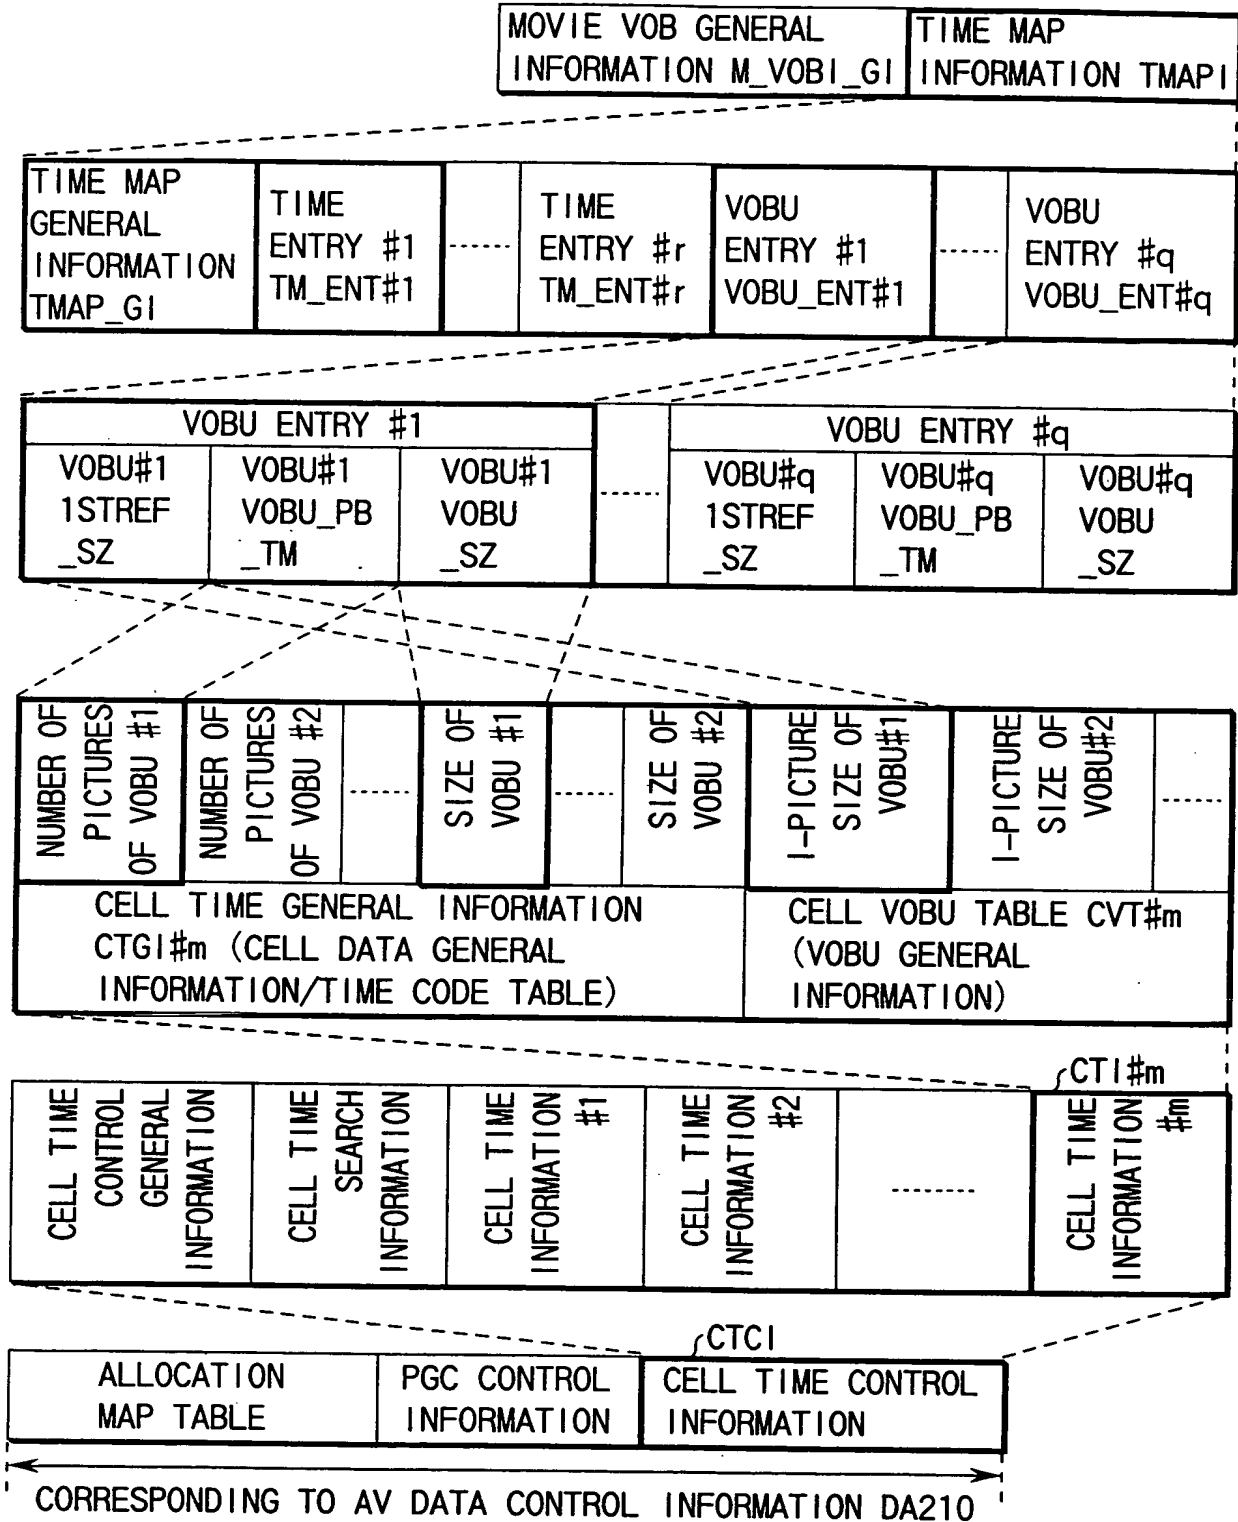 MOVIE VOB GENERAL
INFORMATION M_VOBI_GI
TIME MAP
INFORMATION TMAPI
TIME MAP
GENERAL
INFORMATION
TMAP_GI
TIME
ENTRY #1
TM_ENT#1
TIME
ENTRY #r
TM_ENT#r
VOBU
ENTRY #1
VOBU_ENT#1
VOBU
ENTRY #q
VOBU_ENT#q
VOBU ENTRY #1
VOBU#1
1STREF
_SZ
VOBU#1
VOBU_PB
_TM
VOBU#1
VOBU
_SZ
VOBU ENTRY #q
VOBU#q
1STREF
_SZ
VOBU#q
VOBU_PB
_TM
VOBU#q
VOBU
_SZ
NUMBER OF
PICTURES
OF VOBU #1
NUMBER OF
PICTURES
OF VOBU #2
SIZE OF
VOBU #1
SIZE OF
VOBU #2
I-PICTURE
SIZE OF
VOBU#1
I-PICTURE
SIZE OF
VOBU#2
CELL TIME GENERAL INFORMATION
CTGI#m (CELL DATA GENERAL
INFORMATION/TIME CODE TABLE)
CELL VOBU TABLE CVT#m
(VOBU GENERAL
INFORMATION)
CTI#m
CELL TIME
CONTROL
GENERAL
INFORMATION
CELL TIME
SEARCH
INFORMATION
CELL TIME
INFORMATION
#1
CELL TIME
INFORMATION
#2
CELL TIME
INFORMATION
#m
CTCI
ALLOCATION
MAP TABLE
PGC CONTROL
INFORMATION
CELL TIME CONTROL
INFORMATION
CORRESPONDING TO AV DATA CONTROL INFORMATION DA210